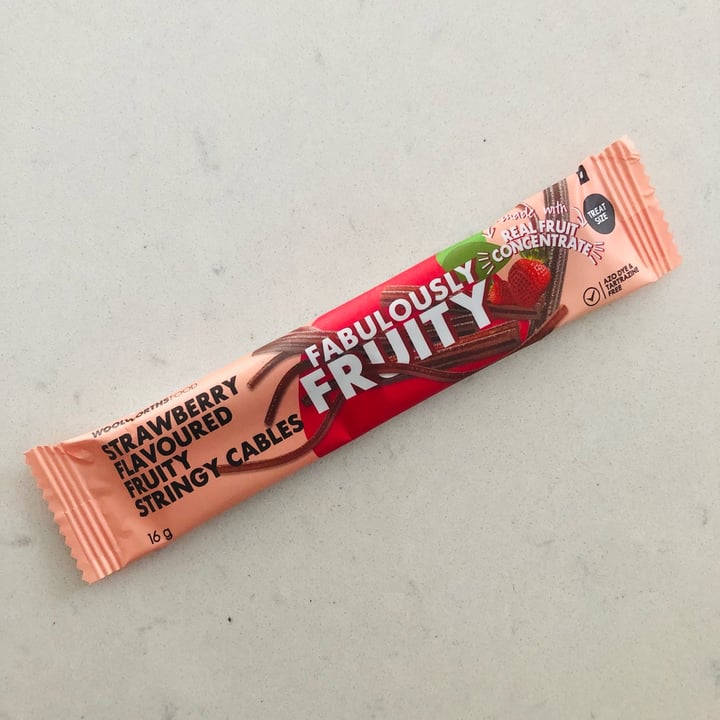 WOOLWORTHSFOOD
STRAWBERRY
FLAVOURED
FRUITY
STRINGY CABLES
16 g
FABULOUSLY
FRUITY
made with
REAL FRUIT
CONCENTRATE
TREAT
SIZE
AZO DYE &
TARTRAZINE
FREE